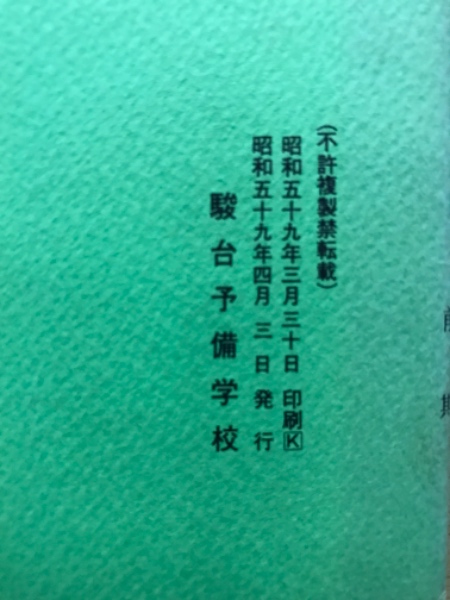 (不許複製禁転載)
昭和五十九年三月三十日 印刷K
昭和五十九年四月 三 日 発 行
駿台予備学校